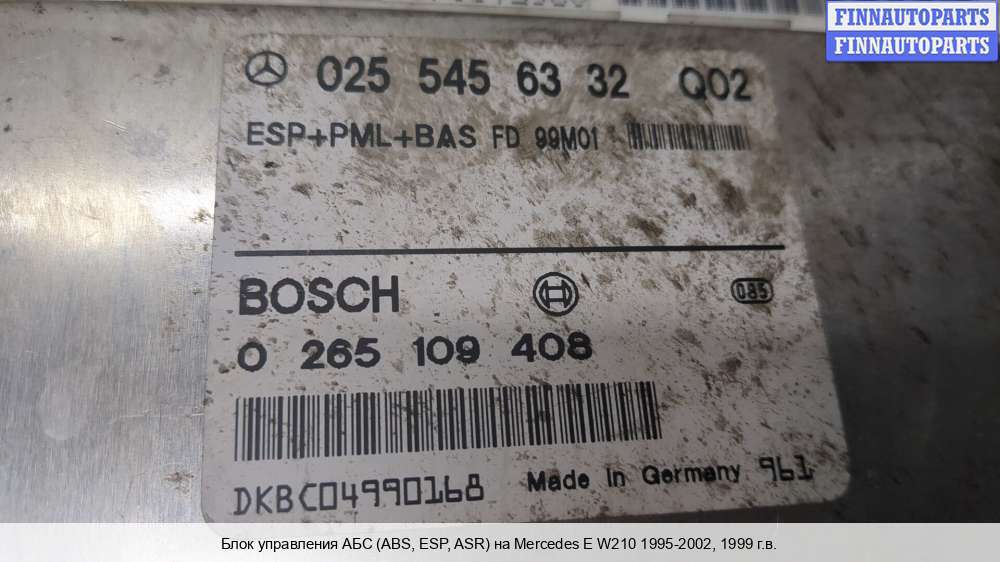 FINNAUTOPARTS
FINNAUTOPARTS
025 545 63 32 Q02
ESP+PML+BAS FD 99M01
BOSCH
085
0 265 109 408
DKBC04990168 Made In Germany 961
Блок управления АБС (ABS, ESP, ASR) на Mercedes E W210 1995-2002, 1999 г.в.